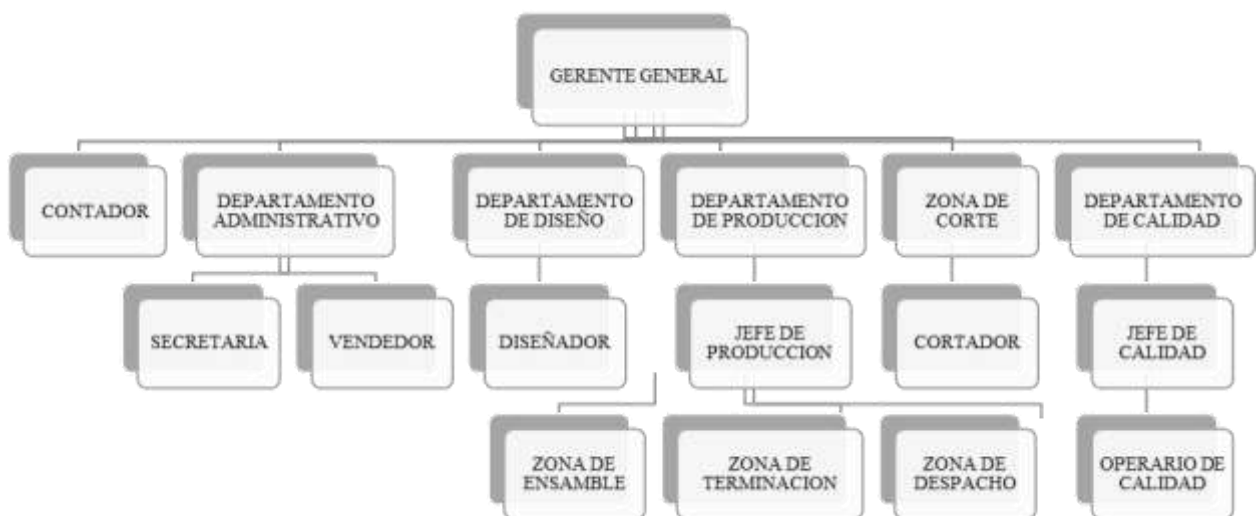 GERENTE GENERAL
CONTADOR
DEPARTAMENTO
ADMINISTRATIVO
DEPARTAMENTO
DE DISEÑO
DEPARTAMENTO
DE PRODUCCION
ZONA DE
CORTE
DEPARTAMENTO
DE CALIDAD
SECRETARIA
VENDEDOR
DISEÑADOR
JEFE DE
PRODUCCION
CORTADOR
JEFE DE
CALIDAD
ZONA DE
ENSAMBLE
ZONA DE
TERMINACION
ZONA DE
DESPACHO
OPERARIO DE
CALIDAD